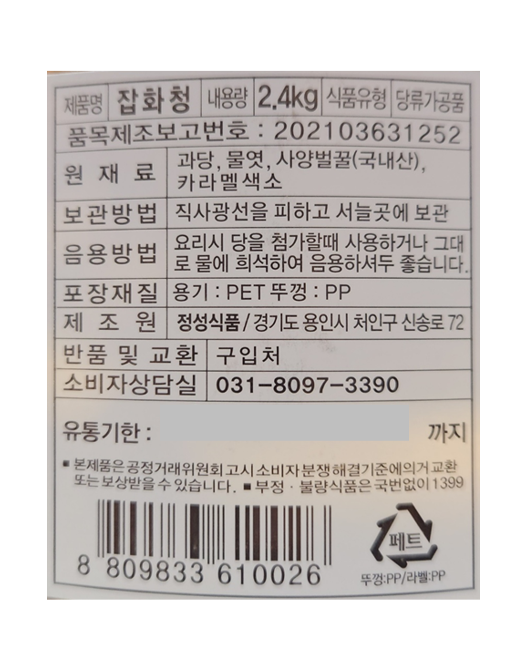 제품명 잡화청 내용량 2.4kg 식품유형 당류가공품
품목제조보고번호 : 202103631252
원 재 료 과당, 물엿, 사양벌꿀(국내산),
카라멜색소
보관방법 직사광선을 피하고 서늘곳에 보관
음용방법 요리시 당을 첨가할때 사용하거나 그대
로 물에 희석하여 음용하셔두 좋습니다.
포장재질 용기 : PET 뚜껑 : PP
제 조 원 정성식품 / 경기도 용인시 처인구 신송로 72
반품 및 교환 구입처
소비자상담실 031-8097-3390
유통기한 : 까지
▪ 본제품은 공정거래위원회 고시 소비자 분쟁 해결기준에 의거 교환
또는 보상받을 수 있습니다. ▪ 부정 · 불량식품은 국번없이 1399
8 809833 610026
페트
뚜껑:PP/라벨:PP